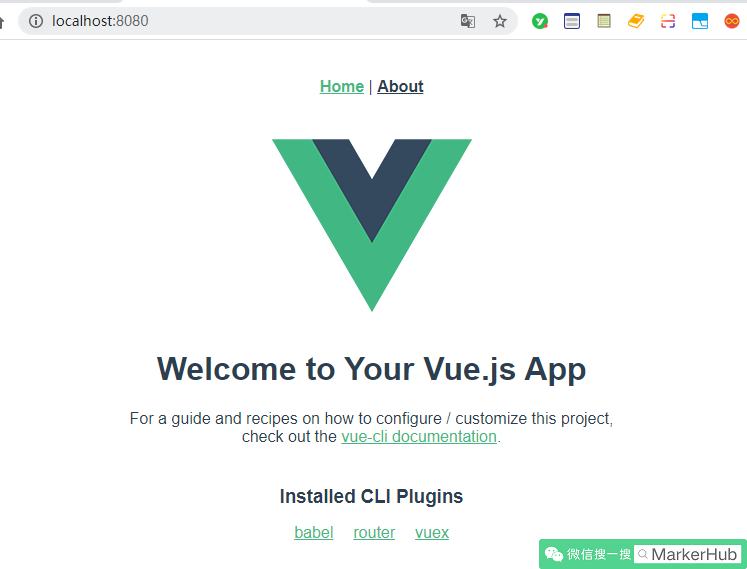 localhost:8080
Home | About
Welcome to Your Vue.js App
For a guide and recipes on how to configure / customize this project,
check out the vue-cli documentation.
Installed CLI Plugins
babel router vuex
微信搜一搜 MarkerHub